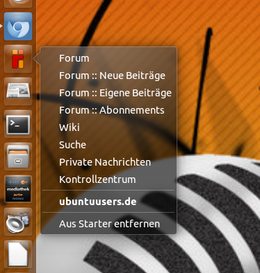 Forum
Forum :: Neue Beiträge
Forum :: Eigene Beiträge
Forum :: Abonnements
Wiki
Suche
Private Nachrichten
Kontrollzentrum
ubuntuusers.de
Aus Starter entfernen
mediathek